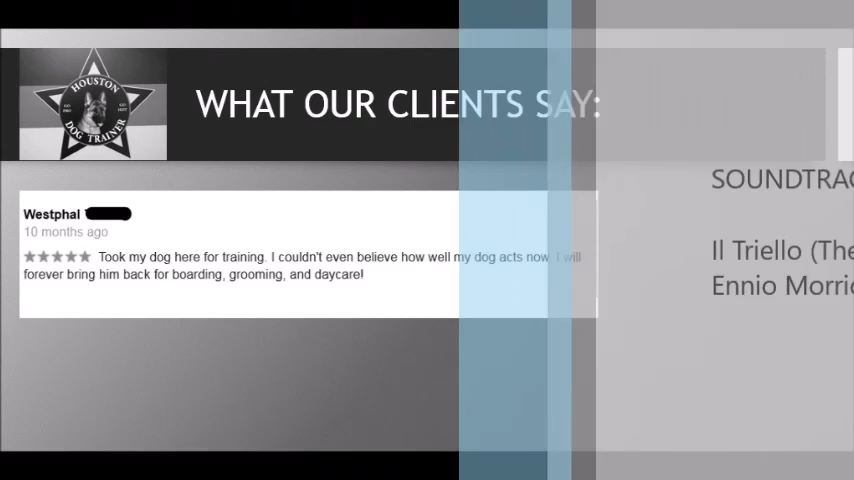 HOUSTON
DOG TRAINER
WHAT OUR CLIENTS SAY:
Westphal
10 months ago
Took my dog here for training. I couldn't even believe how well my dog acts now. I will
forever bring him back for boarding, grooming, and daycare!
SOUNDTRAC
Il Triello (The
Ennio Morric